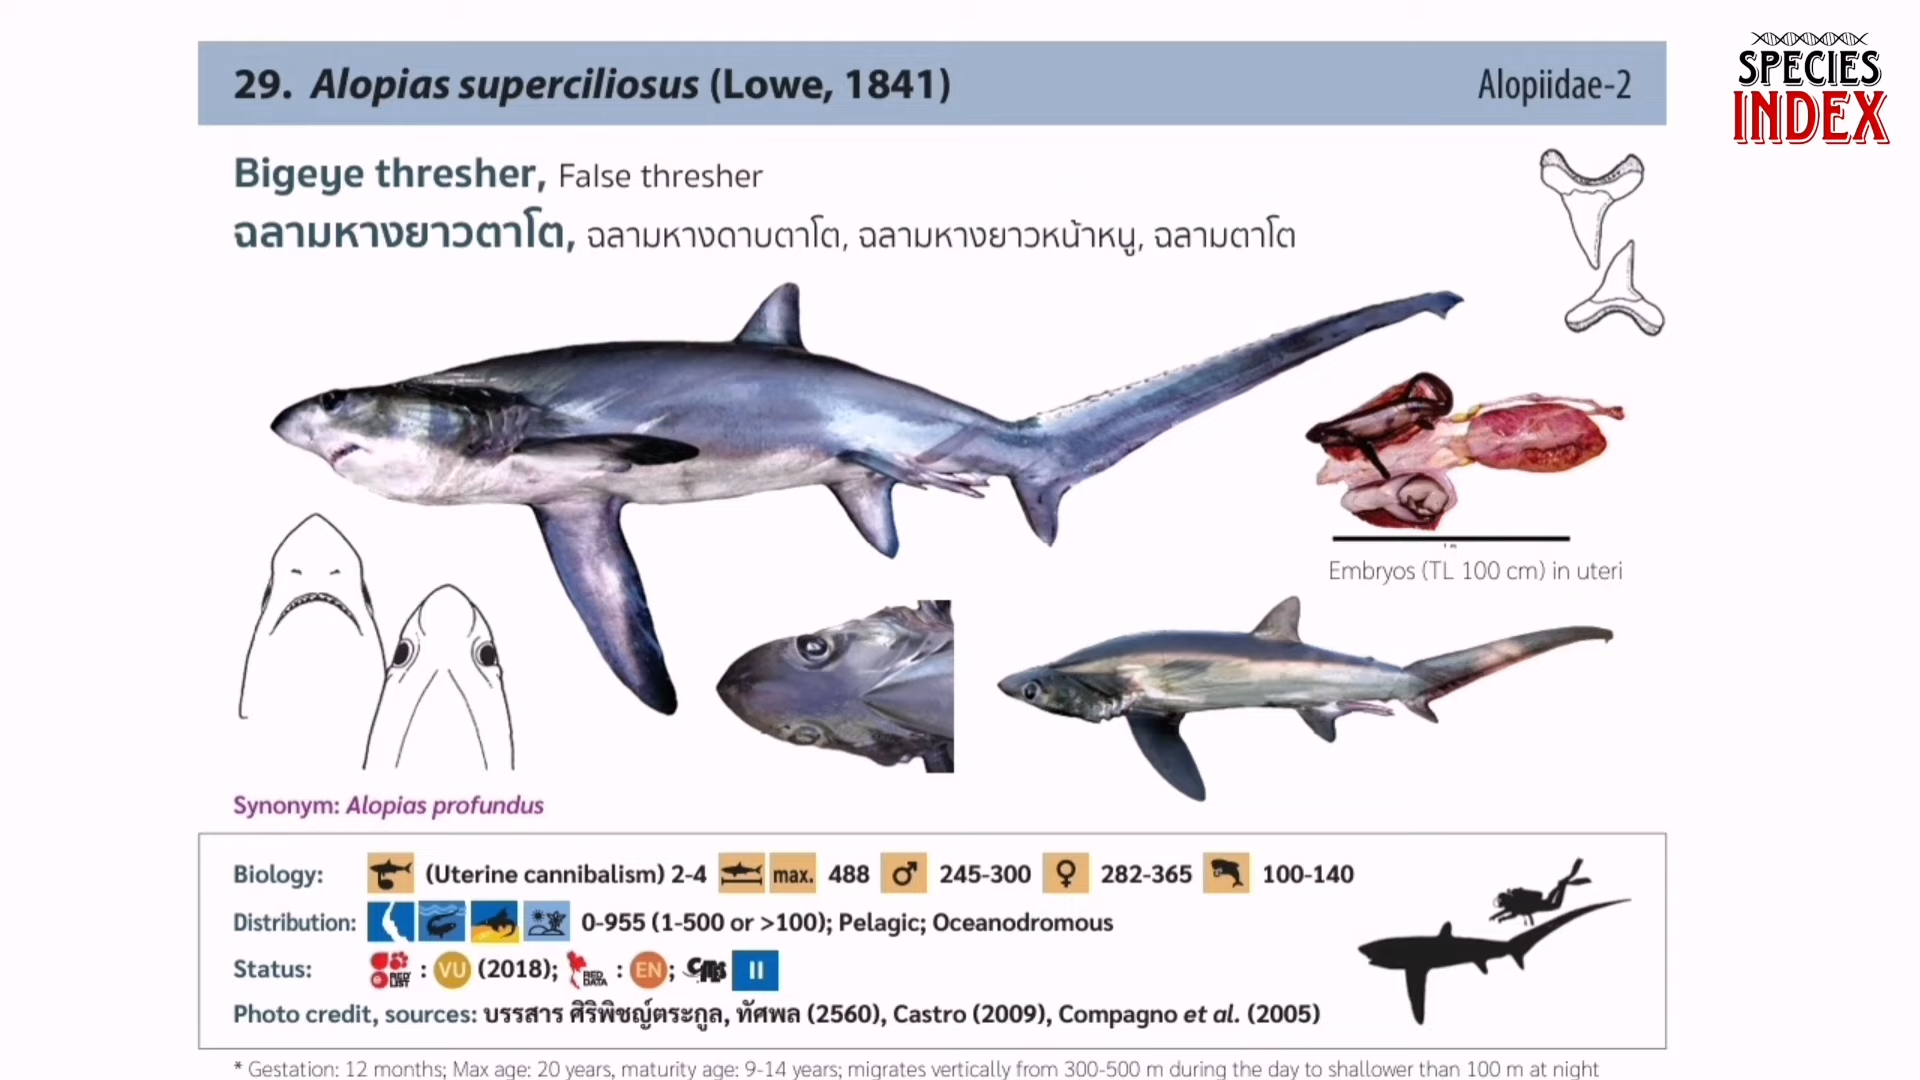 29. Alopias superciliosus (Lowe, 1841)
Alopiidae-2
SPECIES
INDEX
Bigeye thresher, False thresher
ฉลามหางยาวตาโต, ฉลามหางดาบตาโต, ฉลามหางยาวหน้าหนู, ฉลามตาโต
Embryos (TL 100 cm) in uteri
Synonym: Alopias profundus
Biology: (Uterine cannibalism) 2-4 max. 488 ♂ 245-300 ♀ 282-365 100-140
Distribution: 0-955 (1-500 or >100); Pelagic; Oceanodromous
Status: RED LIST : VU (2018); RED DATA : EN; CMS II
Photo credit, sources: บรรสาร ศิริพิชญ์ตระกูล, ทัศพล (2560), Castro (2009), Compagno et al. (2005)
* Gestation: 12 months; Max age: 20 years, maturity age: 9-14 years; migrates vertically from 300-500 m during the day to shallower than 100 m at night